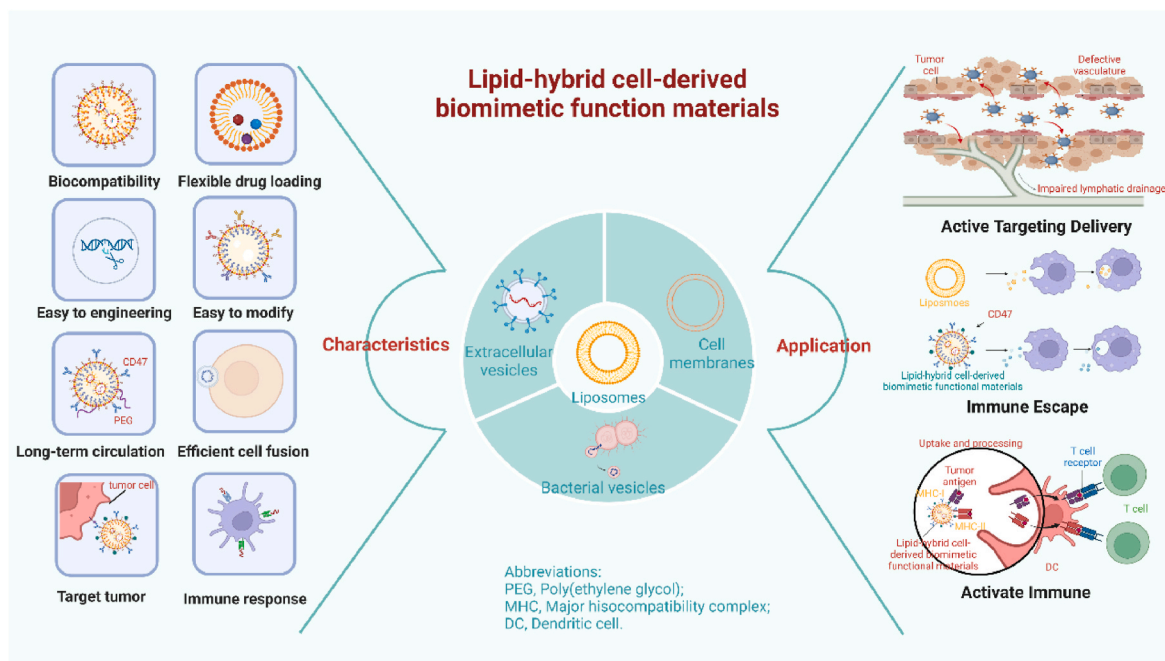 Lipid-hybrid cell-derived
biomimetic function materials
Biocompatibility
Flexible drug loading
Easy to engineering
Easy to modify
CD47
PEG
Long-term circulation
Efficient cell fusion
tumor cell
Target tumor
Immune response
Characteristics
Extracellular
vesicles
Cell
membranes
Liposomes
Bacterial vesicles
Application
Tumor
cell
Defective
vasculature
Impaired lymphatic drainage
Active Targeting Delivery
Liposmoes
CD47
Lipid-hybrid cell-derived
biomimetic functional materials
Immune Escape
Uptake and processing
Tumor
antigen
MHC-I
MHC-II
Lipid-hybrid cell-
derived biomimetic
functional materials
T cell
receptor
T cell
DC
Activate Immune
Abbreviations:
PEG, Poly(ethylene glycol);
MHC, Major hisocompatibility complex;
DC, Dendritic cell.